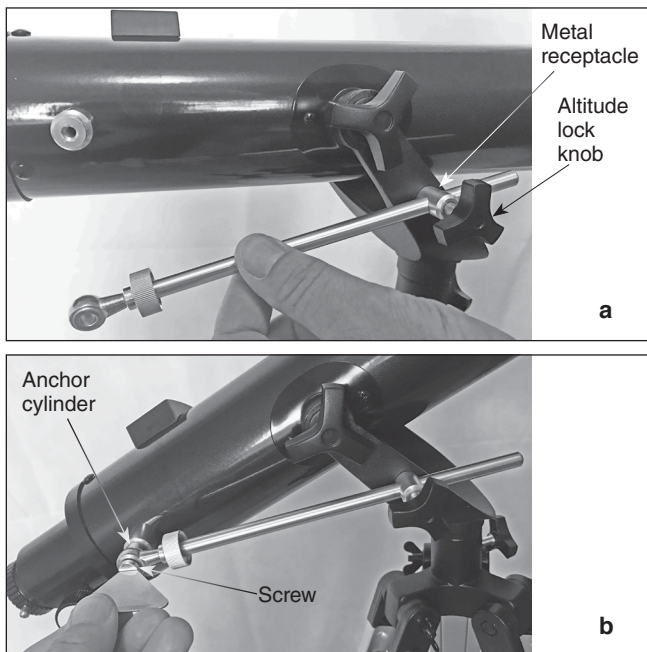 Metal
receptacle
Altitude
lock
knob
a
Anchor
cylinder
Screw
b